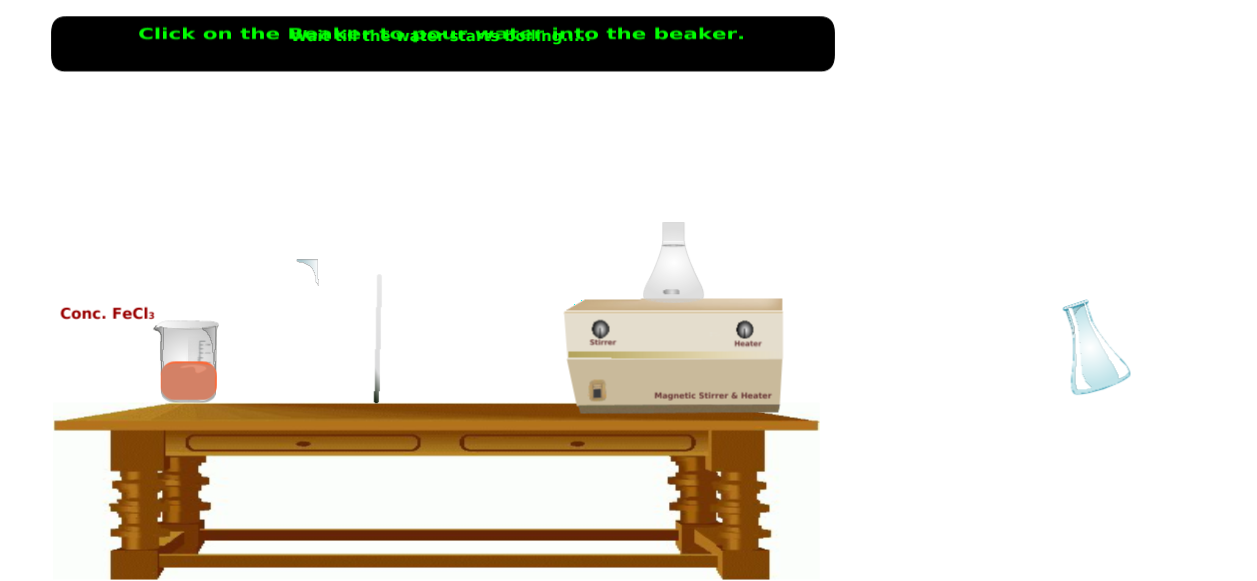 Click on the Beaker to pour water into the beaker.
Wait till the water starts boiling.....
Conc. FeCl₃
Stirrer
Heater
Magnetic Stirrer & Heater